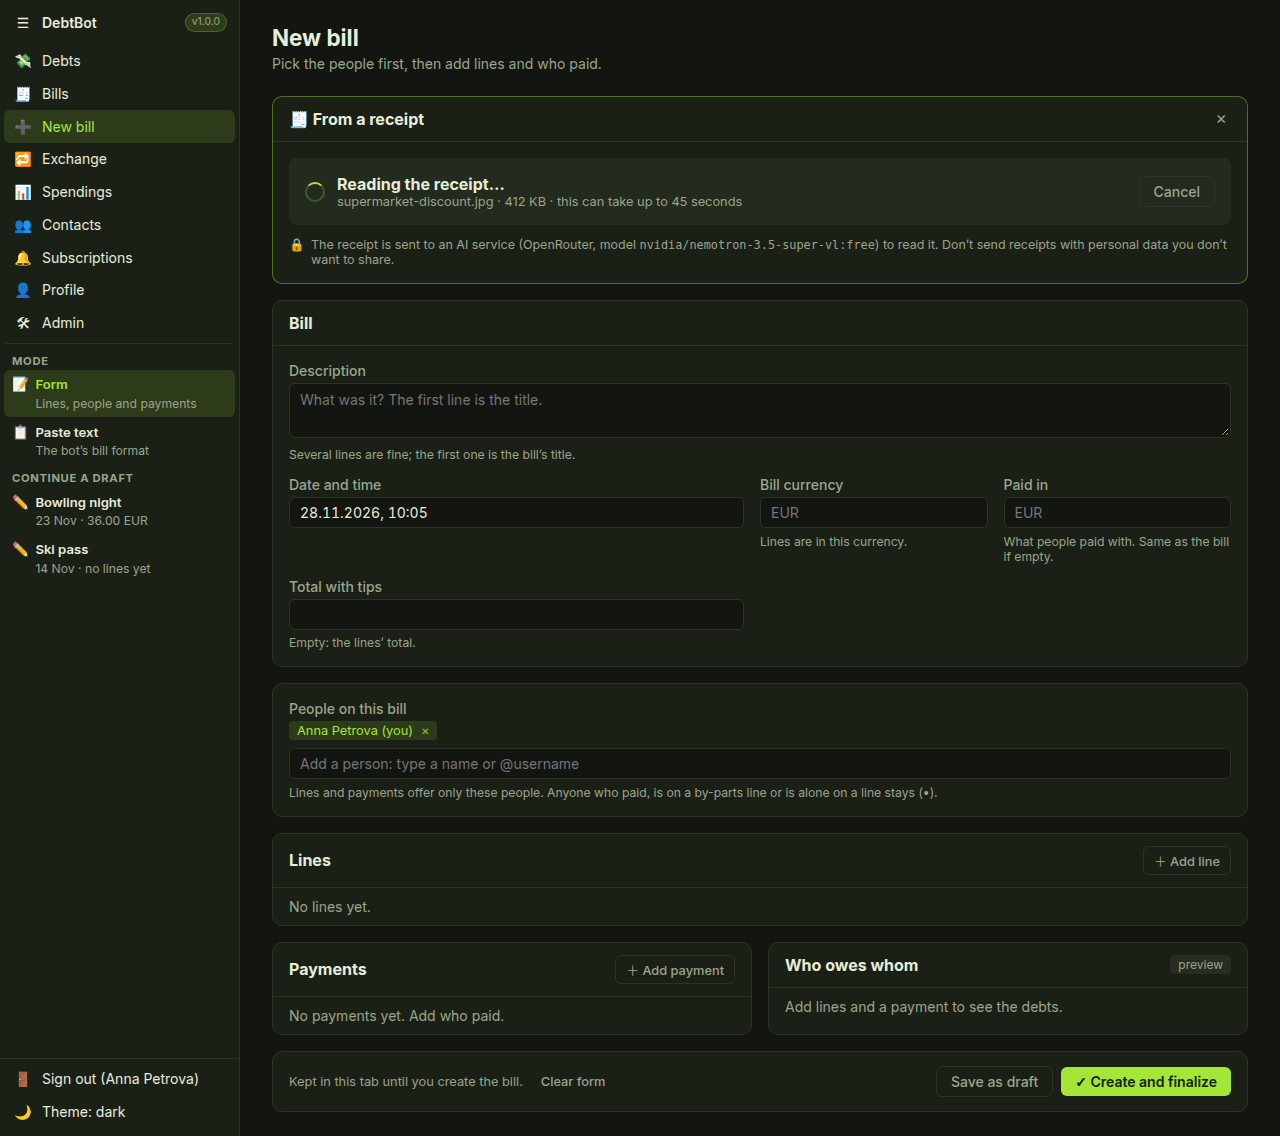 DebtBot
v1.0.0
Debts
Bills
New bill
Exchange
Spendings
Contacts
Subscriptions
Profile
Admin
MODE
Form
Lines, people and payments
Paste text
The bot's bill format
CONTINUE A DRAFT
Bowling night
23 Nov · 36.00 EUR
Ski pass
14 Nov · no lines yet
Sign out (Anna Petrova)
Theme: dark
New bill
Pick the people first, then add lines and who paid.
From a receipt
×
Reading the receipt…
supermarket-discount.jpg · 412 KB · this can take up to 45 seconds
Cancel
The receipt is sent to an AI service (OpenRouter, model nvidia/nemotron-3.5-super-vl:free) to read it. Don't send receipts with personal data you don't
want to share.
Bill
Description
What was it? The first line is the title.
Several lines are fine; the first one is the bill's title.
Date and time
Bill currency
Paid in
28.11.2026, 10:05
EUR
EUR
Lines are in this currency.
What people paid with. Same as the bill
if empty.
Total with tips
Empty: the lines' total.
People on this bill
Anna Petrova (you) ×
Add a person: type a name or @username
Lines and payments offer only these people. Anyone who paid, is on a by-parts line or is alone on a line stays (•).
Lines
+ Add line
No lines yet.
Payments
+ Add payment
No payments yet. Add who paid.
Who owes whom
preview
Add lines and a payment to see the debts.
Kept in this tab until you create the bill.
Clear form
Save as draft
✓ Create and finalize